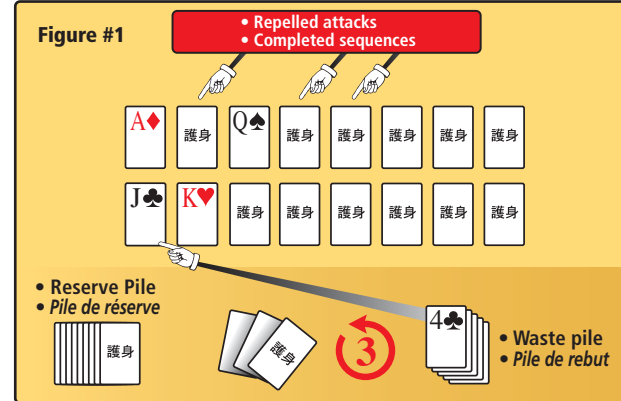 Figure #1
• Repelled attacks
• Completed sequences
A♦ 護身 Q♠ 護身 護身 護身 護身 護身
J♣ K♥ 護身 護身 護身 護身 護身 護身
• Reserve Pile
• Pile de réserve
護身
護身
3
4♣
• Waste pile
• Pile de rebut